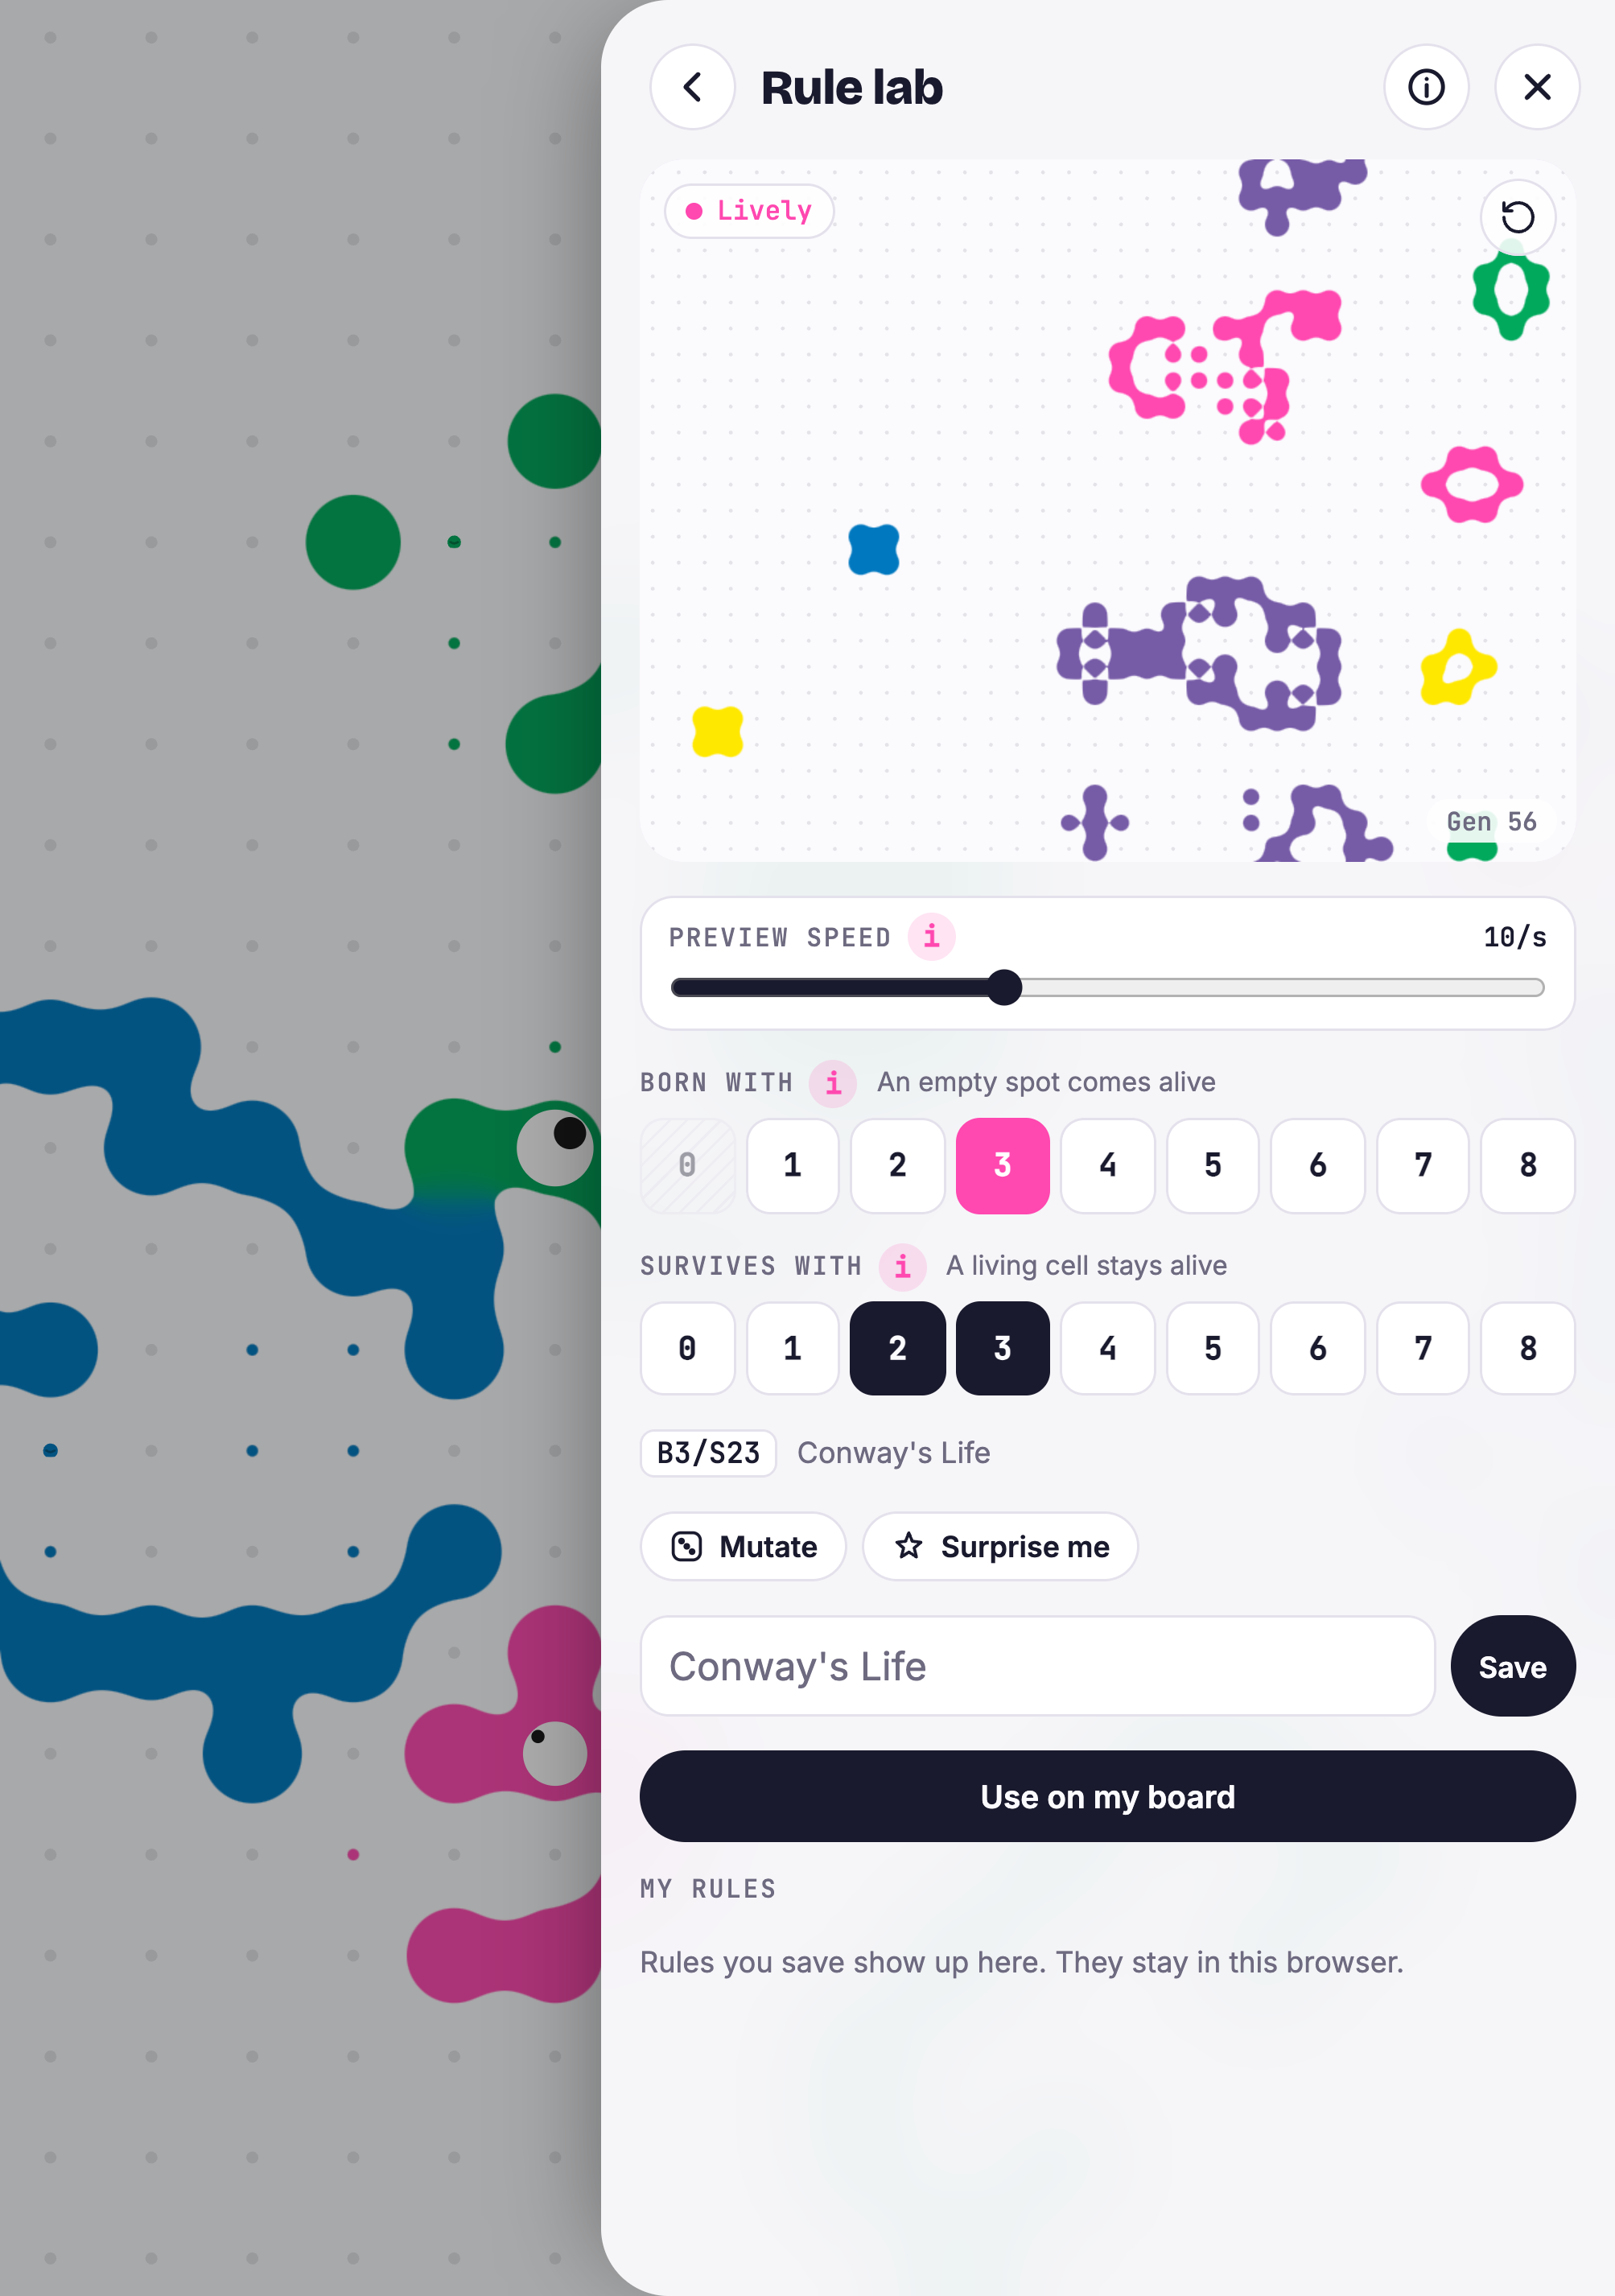 Rule lab
Lively
Gen 56
PREVIEW SPEED i 10/s
BORN WITH i An empty spot comes alive
0 1 2 3 4 5 6 7 8
SURVIVES WITH i A living cell stays alive
0 1 2 3 4 5 6 7 8
B3/S23 Conway's Life
Mutate Surprise me
Conway's Life Save
Use on my board
MY RULES
Rules you save show up here. They stay in this browser.